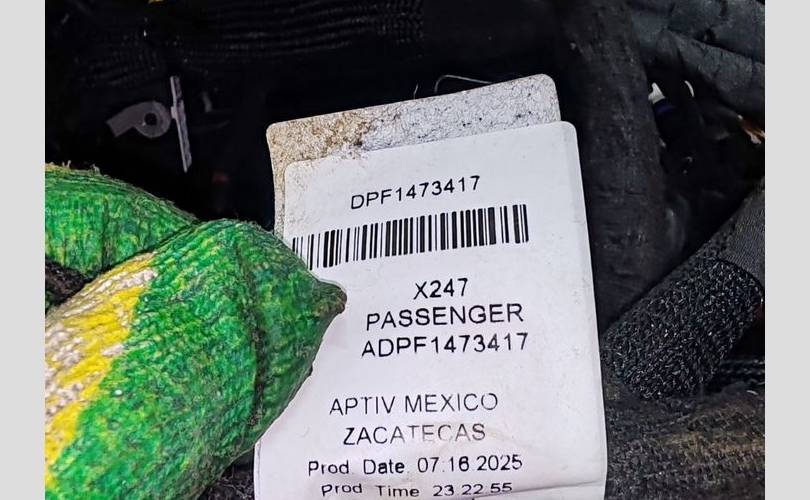 DPF1473417
X247
PASSENGER
ADPF1473417
APTIV MEXICO
ZACATECAS
Prod. Date. 07.16.2025
Prod Time 23 22 55